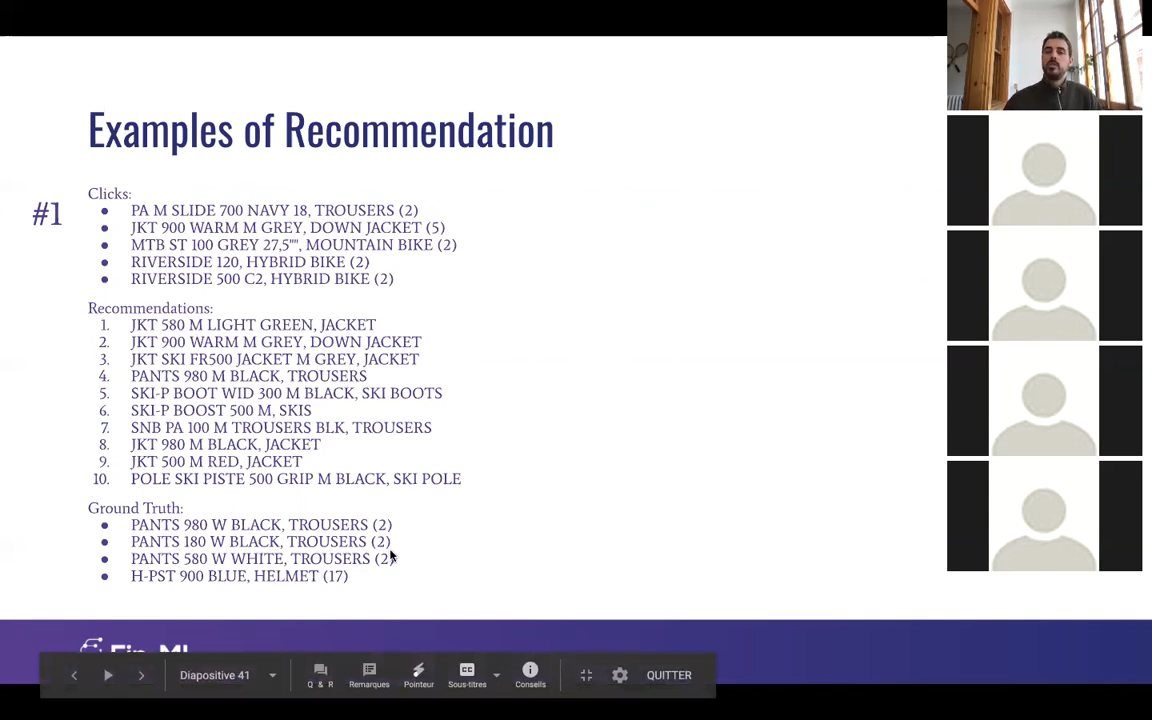 Examples of Recommendation
#1
Clicks:
● PA M SLIDE 700 NAVY 18, TROUSERS (2)
● JKT 900 WARM M GREY, DOWN JACKET (5)
● MTB ST 100 GREY 27,5"", MOUNTAIN BIKE (2)
● RIVERSIDE 120, HYBRID BIKE (2)
● RIVERSIDE 500 C2, HYBRID BIKE (2)
Recommendations:
1. JKT 580 M LIGHT GREEN, JACKET
2. JKT 900 WARM M GREY, DOWN JACKET
3. JKT SKI FR500 JACKET M GREY, JACKET
4. PANTS 980 M BLACK, TROUSERS
5. SKI-P BOOT WID 300 M BLACK, SKI BOOTS
6. SKI-P BOOST 500 M, SKIS
7. SNB PA 100 M TROUSERS BLK, TROUSERS
8. JKT 980 M BLACK, JACKET
9. JKT 500 M RED, JACKET
10. POLE SKI PISTE 500 GRIP M BLACK, SKI POLE
Ground Truth:
● PANTS 980 W BLACK, TROUSERS (2)
● PANTS 180 W BLACK, TROUSERS (2)
● PANTS 580 W WHITE, TROUSERS (2)
● H-PST 900 BLUE, HELMET (17)
Diapositive 41
Q & R
Remarques
Pointeur
Sous-titres
Conseils
QUITTER